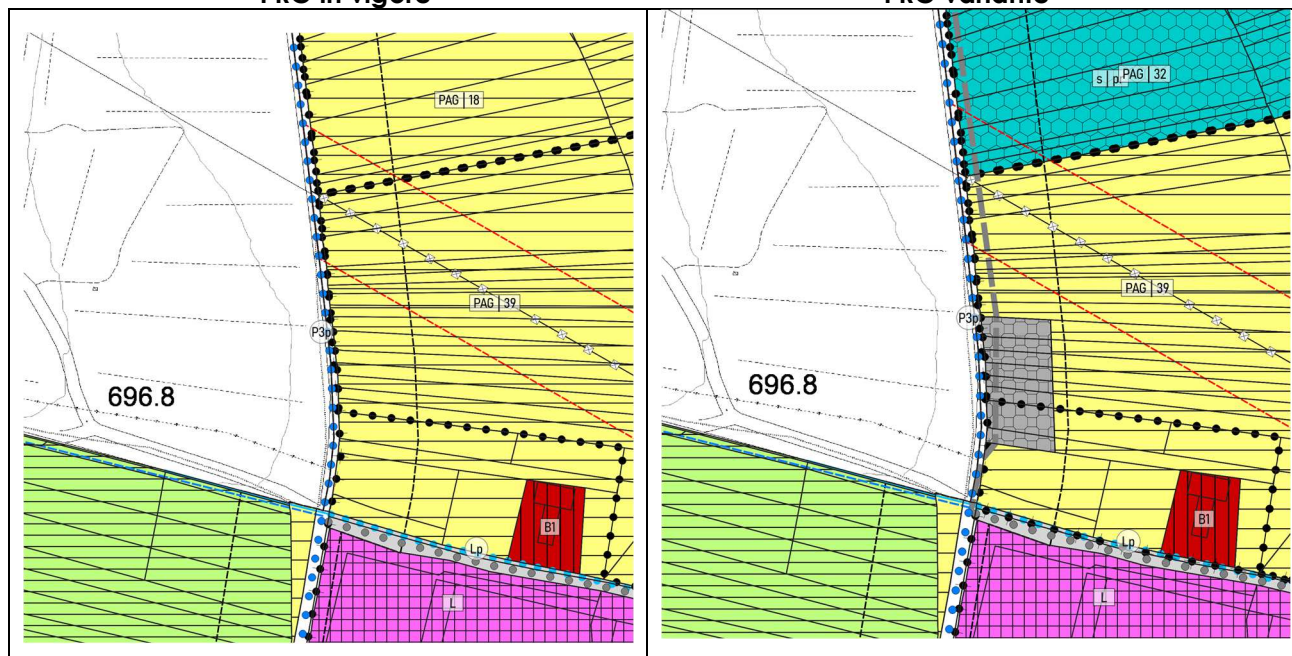 PRG in vigore
PRG variante
PAG | 18
PAG | 39
P3p
696.8
B1
Lp
L
s | p
PAG | 32
PAG | 39
P3p
696.8
B1
Lp
L